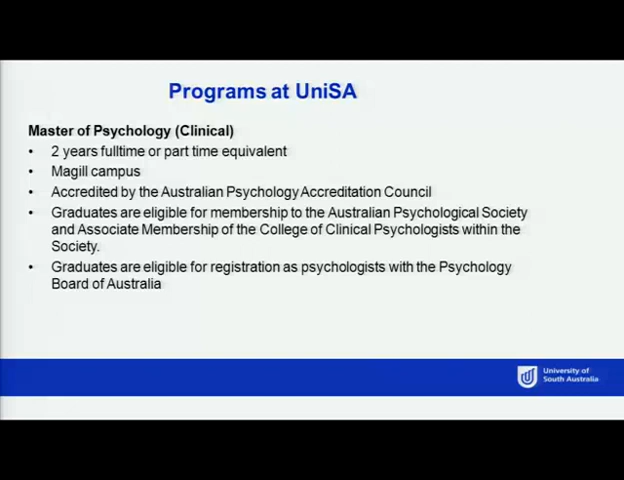 Programs at UniSA
Master of Psychology (Clinical)
• 2 years fulltime or part time equivalent
• Magill campus
• Accredited by the Australian Psychology Accreditation Council
• Graduates are eligible for membership to the Australian Psychological Society
and Associate Membership of the College of Clinical Psychologists within the
Society.
• Graduates are eligible for registration as psychologists with the Psychology
Board of Australia
University of
South Australia